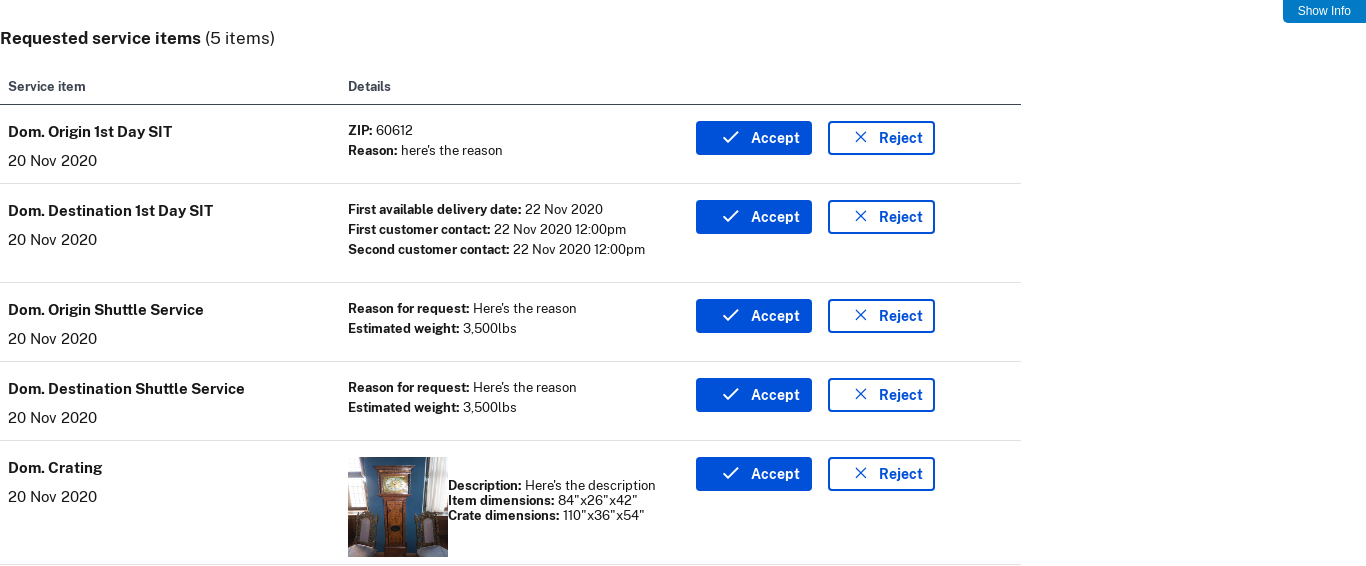 Show Info
Requested service items (5 items)
Service item Details
Dom. Origin 1st Day SIT
20 Nov 2020
ZIP: 60612
Reason: here's the reason
Accept Reject
Dom. Destination 1st Day SIT
20 Nov 2020
First available delivery date: 22 Nov 2020
First customer contact: 22 Nov 2020 12:00pm
Second customer contact: 22 Nov 2020 12:00pm
Accept Reject
Dom. Origin Shuttle Service
20 Nov 2020
Reason for request: Here's the reason
Estimated weight: 3,500lbs
Accept Reject
Dom. Destination Shuttle Service
20 Nov 2020
Reason for request: Here's the reason
Estimated weight: 3,500lbs
Accept Reject
Dom. Crating
20 Nov 2020
Description: Here's the description
Item dimensions: 84"x26"x42"
Crate dimensions: 110"x36"x54"
Accept Reject